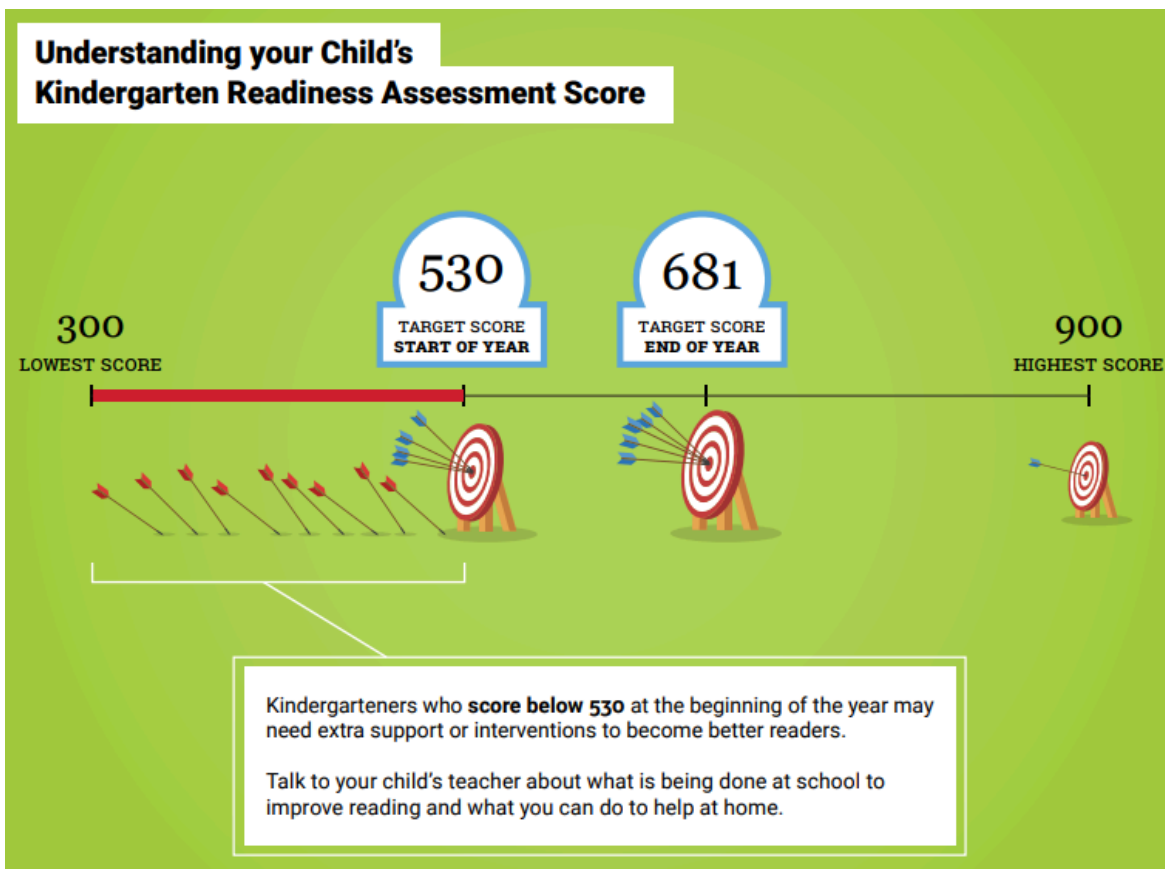 Understanding your Child's
Kindergarten Readiness Assessment Score
530
TARGET SCORE
START OF YEAR
681
TARGET SCORE
END OF YEAR
300
LOWEST SCORE
900
HIGHEST SCORE
Kindergarteners who score below 530 at the beginning of the year may
need extra support or interventions to become better readers.
Talk to your child's teacher about what is being done at school to
improve reading and what you can do to help at home.